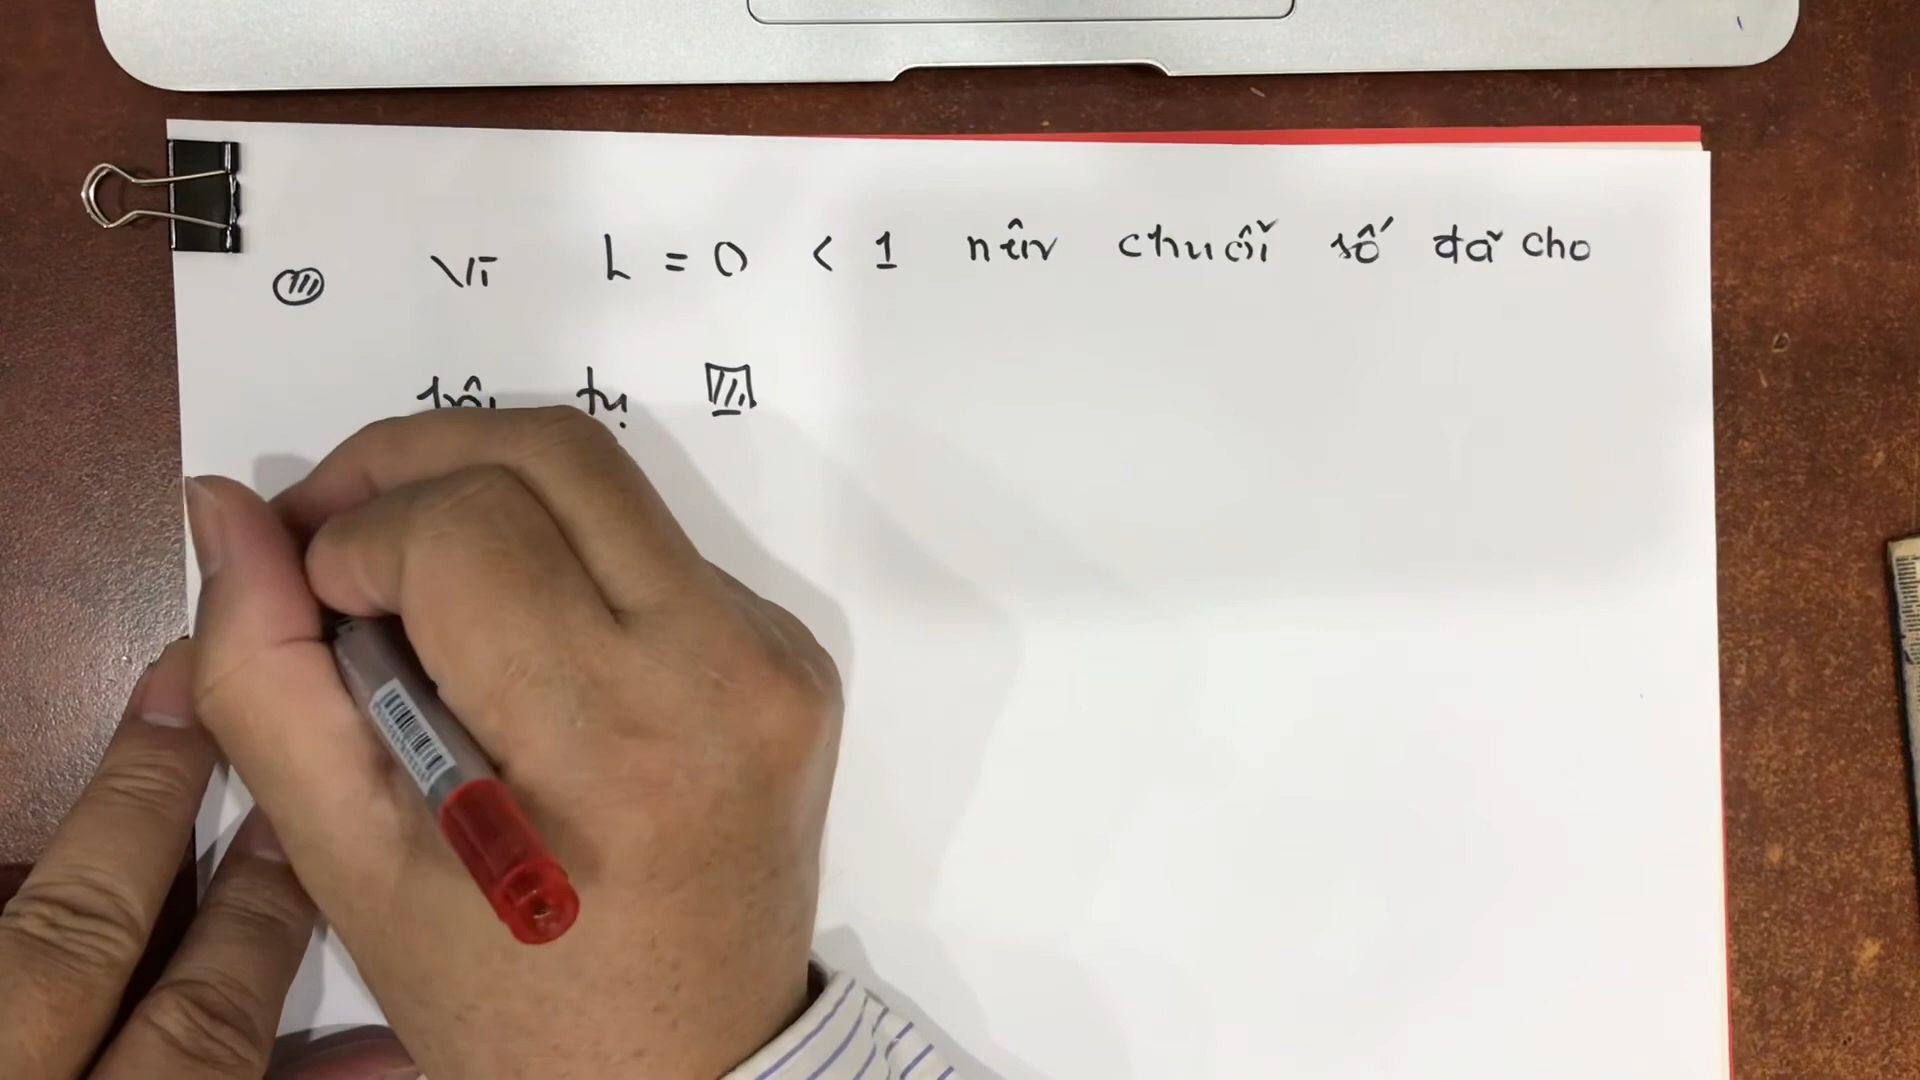 Vì L = 0 < 1 nên chuỗi số đã cho
hội tụ